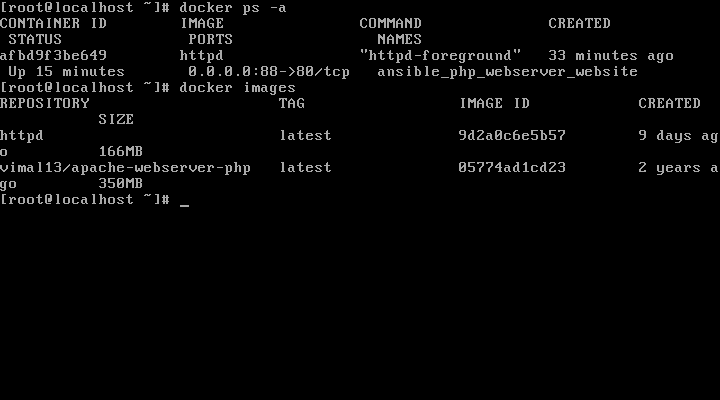 [root@localhost ~]# docker ps -a
CONTAINER ID        IMAGE               COMMAND              CREATED
 STATUS              PORTS                NAMES
afbd9f3be649        httpd               "httpd-foreground"   33 minutes ago
 Up 15 minutes       0.0.0.0:88->80/tcp   ansible_php_webserver_website
[root@localhost ~]# docker images
REPOSITORY                     TAG                 IMAGE ID            CREATED
           SIZE
httpd                          latest              9d2a0c6e5b57        9 days ag
o          166MB
vimal13/apache-webserver-php   latest              05774ad1cd23        2 years a
go         350MB
[root@localhost ~]# _